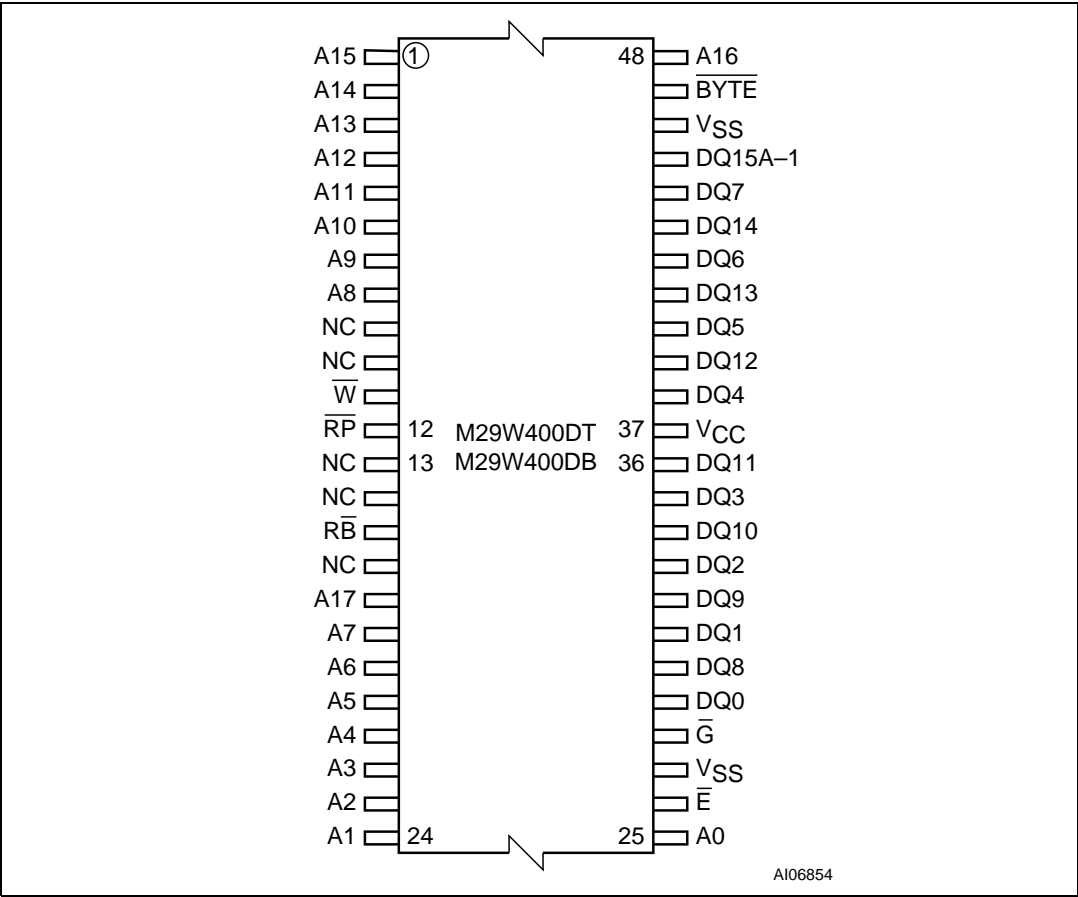 A15 ① 48 A16
A14 B̅Y̅T̅E̅
A13 VSS
A12 DQ15A–1
A11 DQ7
A10 DQ14
A9 DQ6
A8 DQ13
NC DQ5
NC DQ12
W̅ DQ4
R̅P̅ 12 M29W400DT 37 VCC
NC 13 M29W400DB 36 DQ11
NC DQ3
RB̅ DQ10
NC DQ2
A17 DQ9
A7 DQ1
A6 DQ8
A5 DQ0
A4 G̅
A3 VSS
A2 E̅
A1 24 25 A0
AI06854